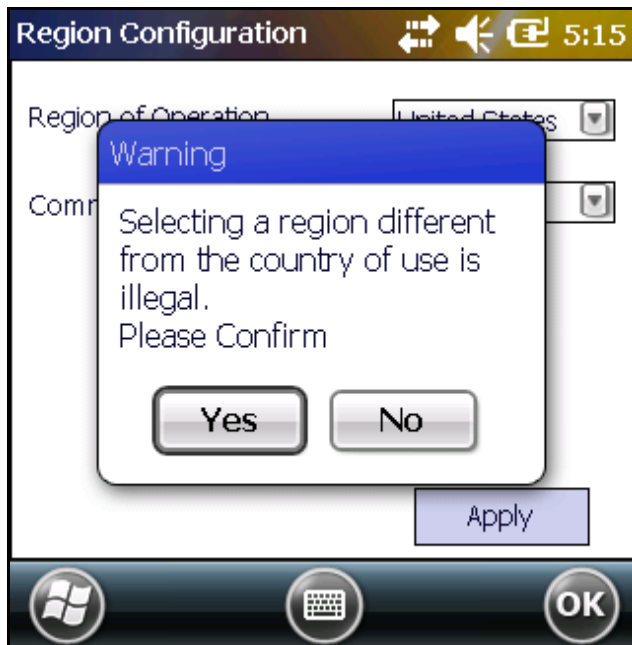 Region Configuration 5:15
Region of Operation United States
Warning
Selecting a region different
from the country of use is
illegal.
Please Confirm
Yes No
Apply
OK